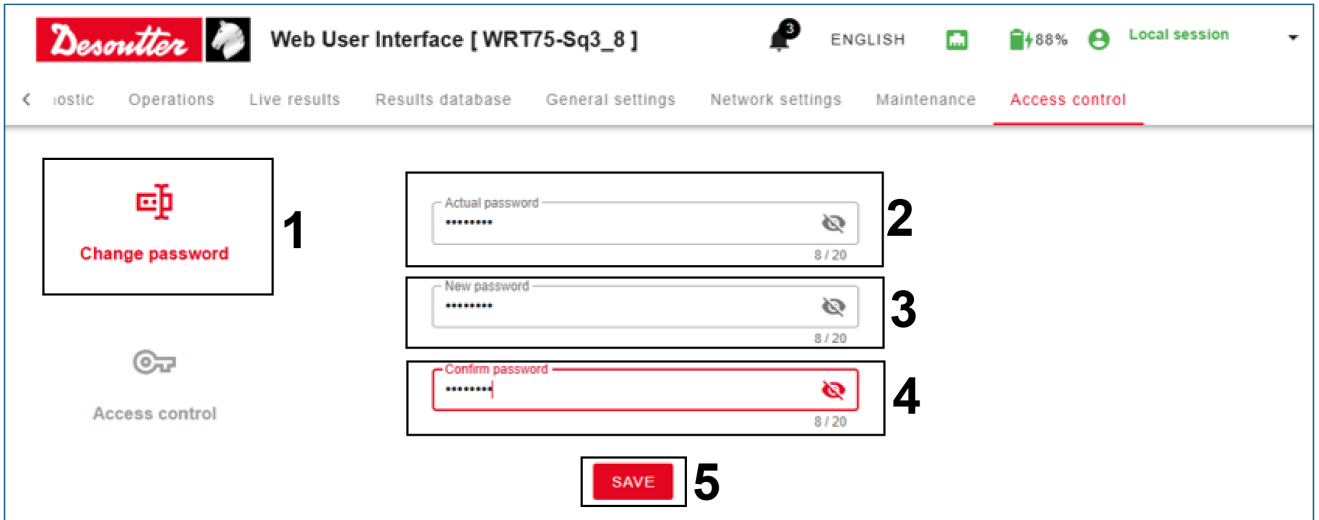 Desoutter Web User Interface [ WRT75-Sq3_8 ] 3 ENGLISH 88% Local session
nostic Operations Live results Results database General settings Network settings Maintenance Access control
1
Change password
Access control
Actual password
••••••••
8 / 20
2
New password
••••••••
8 / 20
3
Confirm password
••••••••
8 / 20
4
SAVE
5